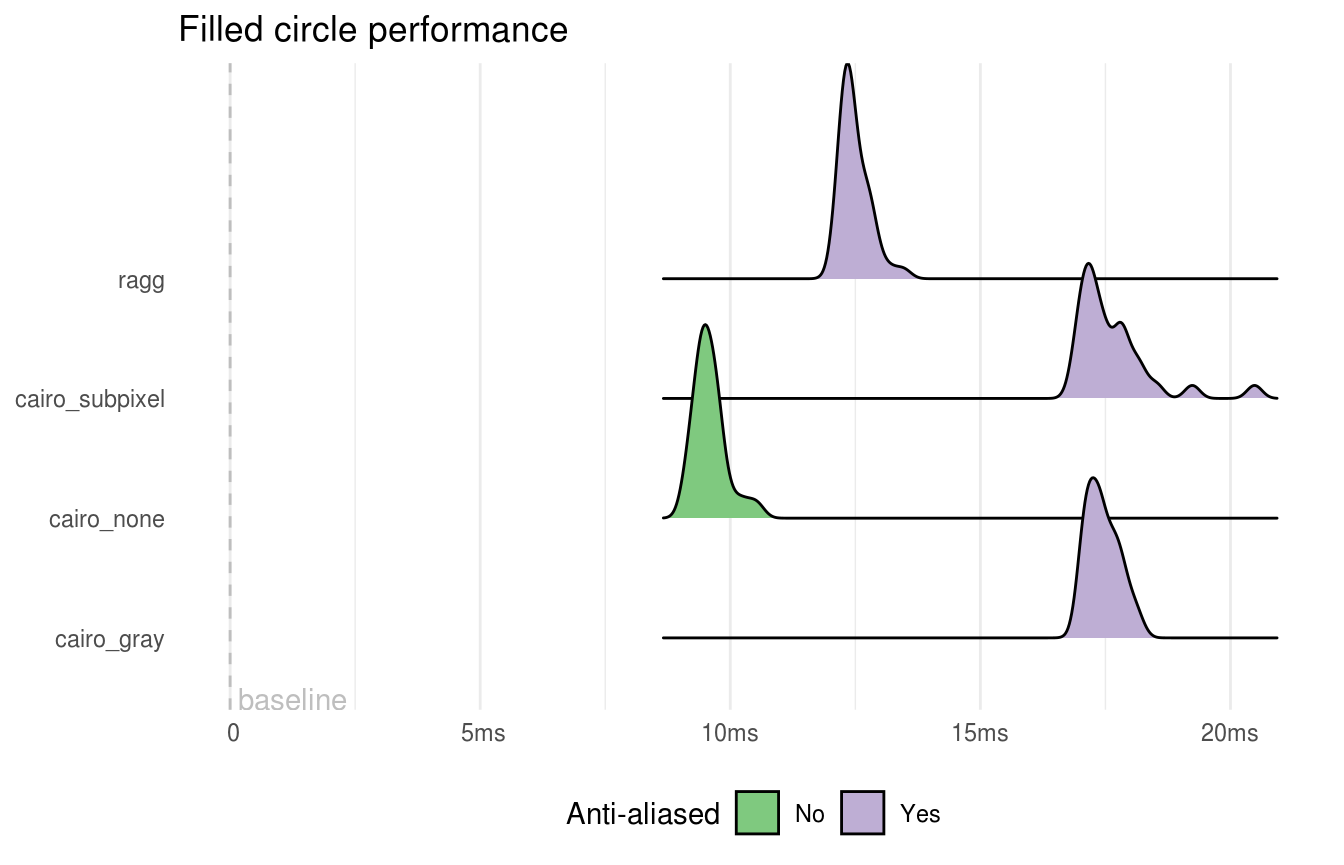 Filled circle performance
ragg
cairo_subpixel
cairo_none
cairo_gray
baseline
0 5ms 10ms 15ms 20ms
Anti-aliased No Yes